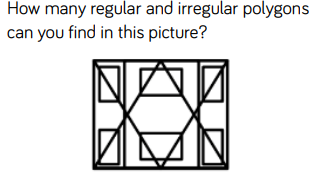 How many regular and irregular polygons
can you find in this picture?